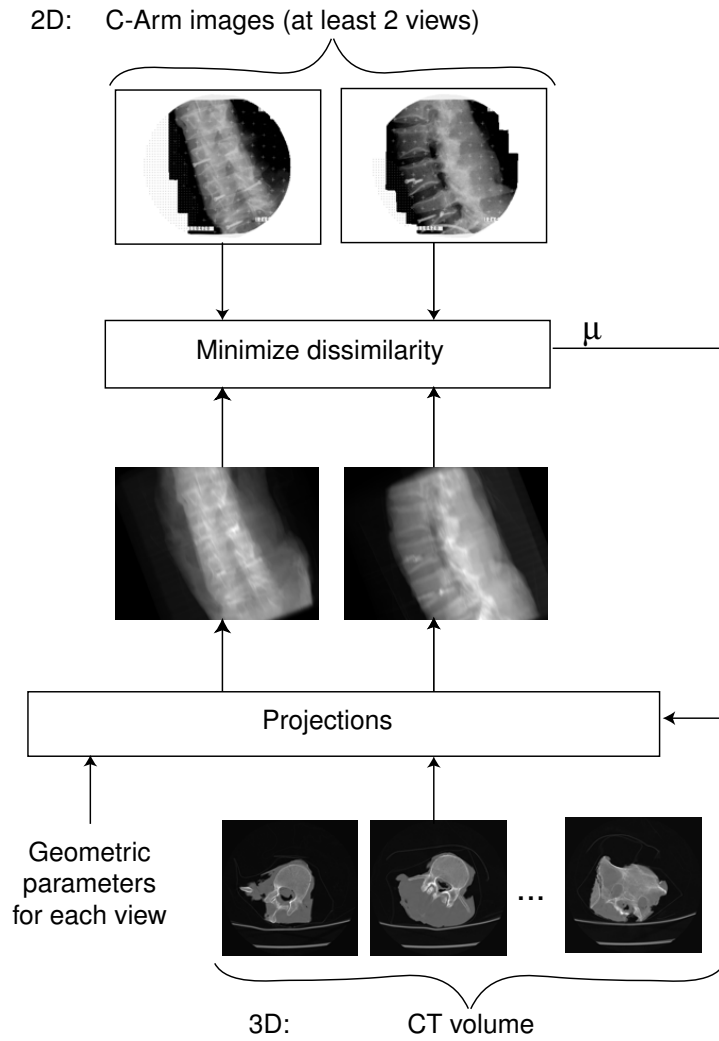 2D: C-Arm images (at least 2 views)
Minimize dissimilarity
μ
Projections
Geometric
parameters
for each view
...
3D: CT volume